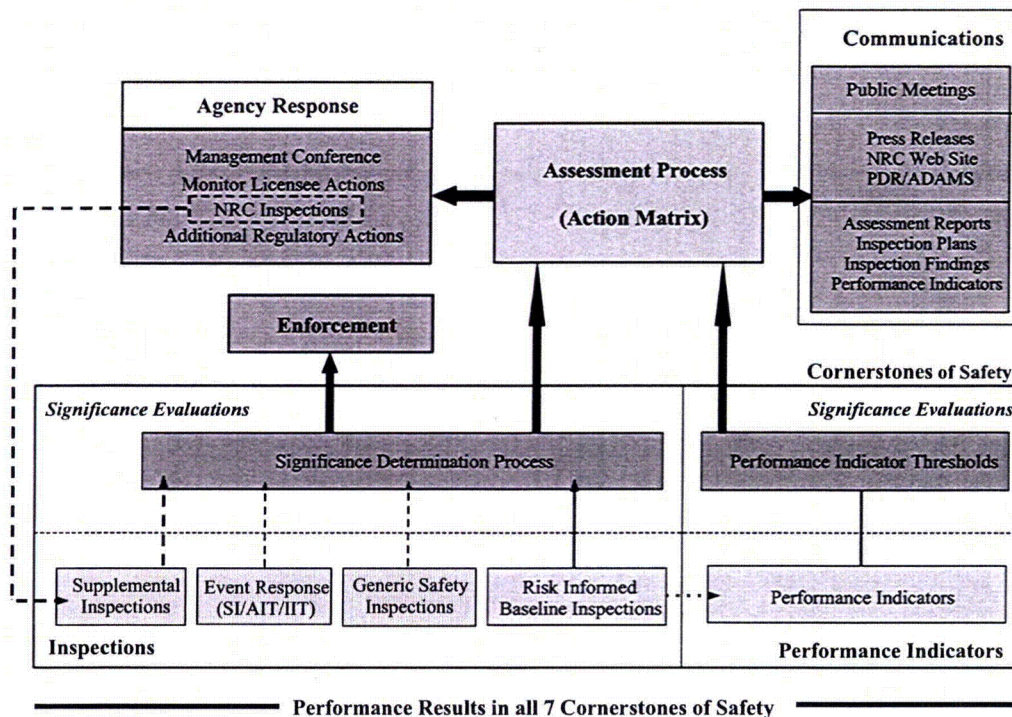 Communications
Public Meetings
Press Releases
NRC Web Site
PDR/ADAMS
Assessment Reports
Inspection Plans
Inspection Findings
Performance Indicators
Agency Response
Management Conference
Monitor Licensee Actions
NRC Inspections
Additional Regulatory Actions
Assessment Process
(Action Matrix)
Enforcement
Cornerstones of Safety
Significance Evaluations
Significance Evaluations
Significance Determination Process
Performance Indicator Thresholds
Supplemental
Inspections
Event Response
(SI/AIT/IIT)
Generic Safety
Inspections
Risk Informed
Baseline Inspections
Performance Indicators
Inspections
Performance Indicators
Performance Results in all 7 Cornerstones of Safety